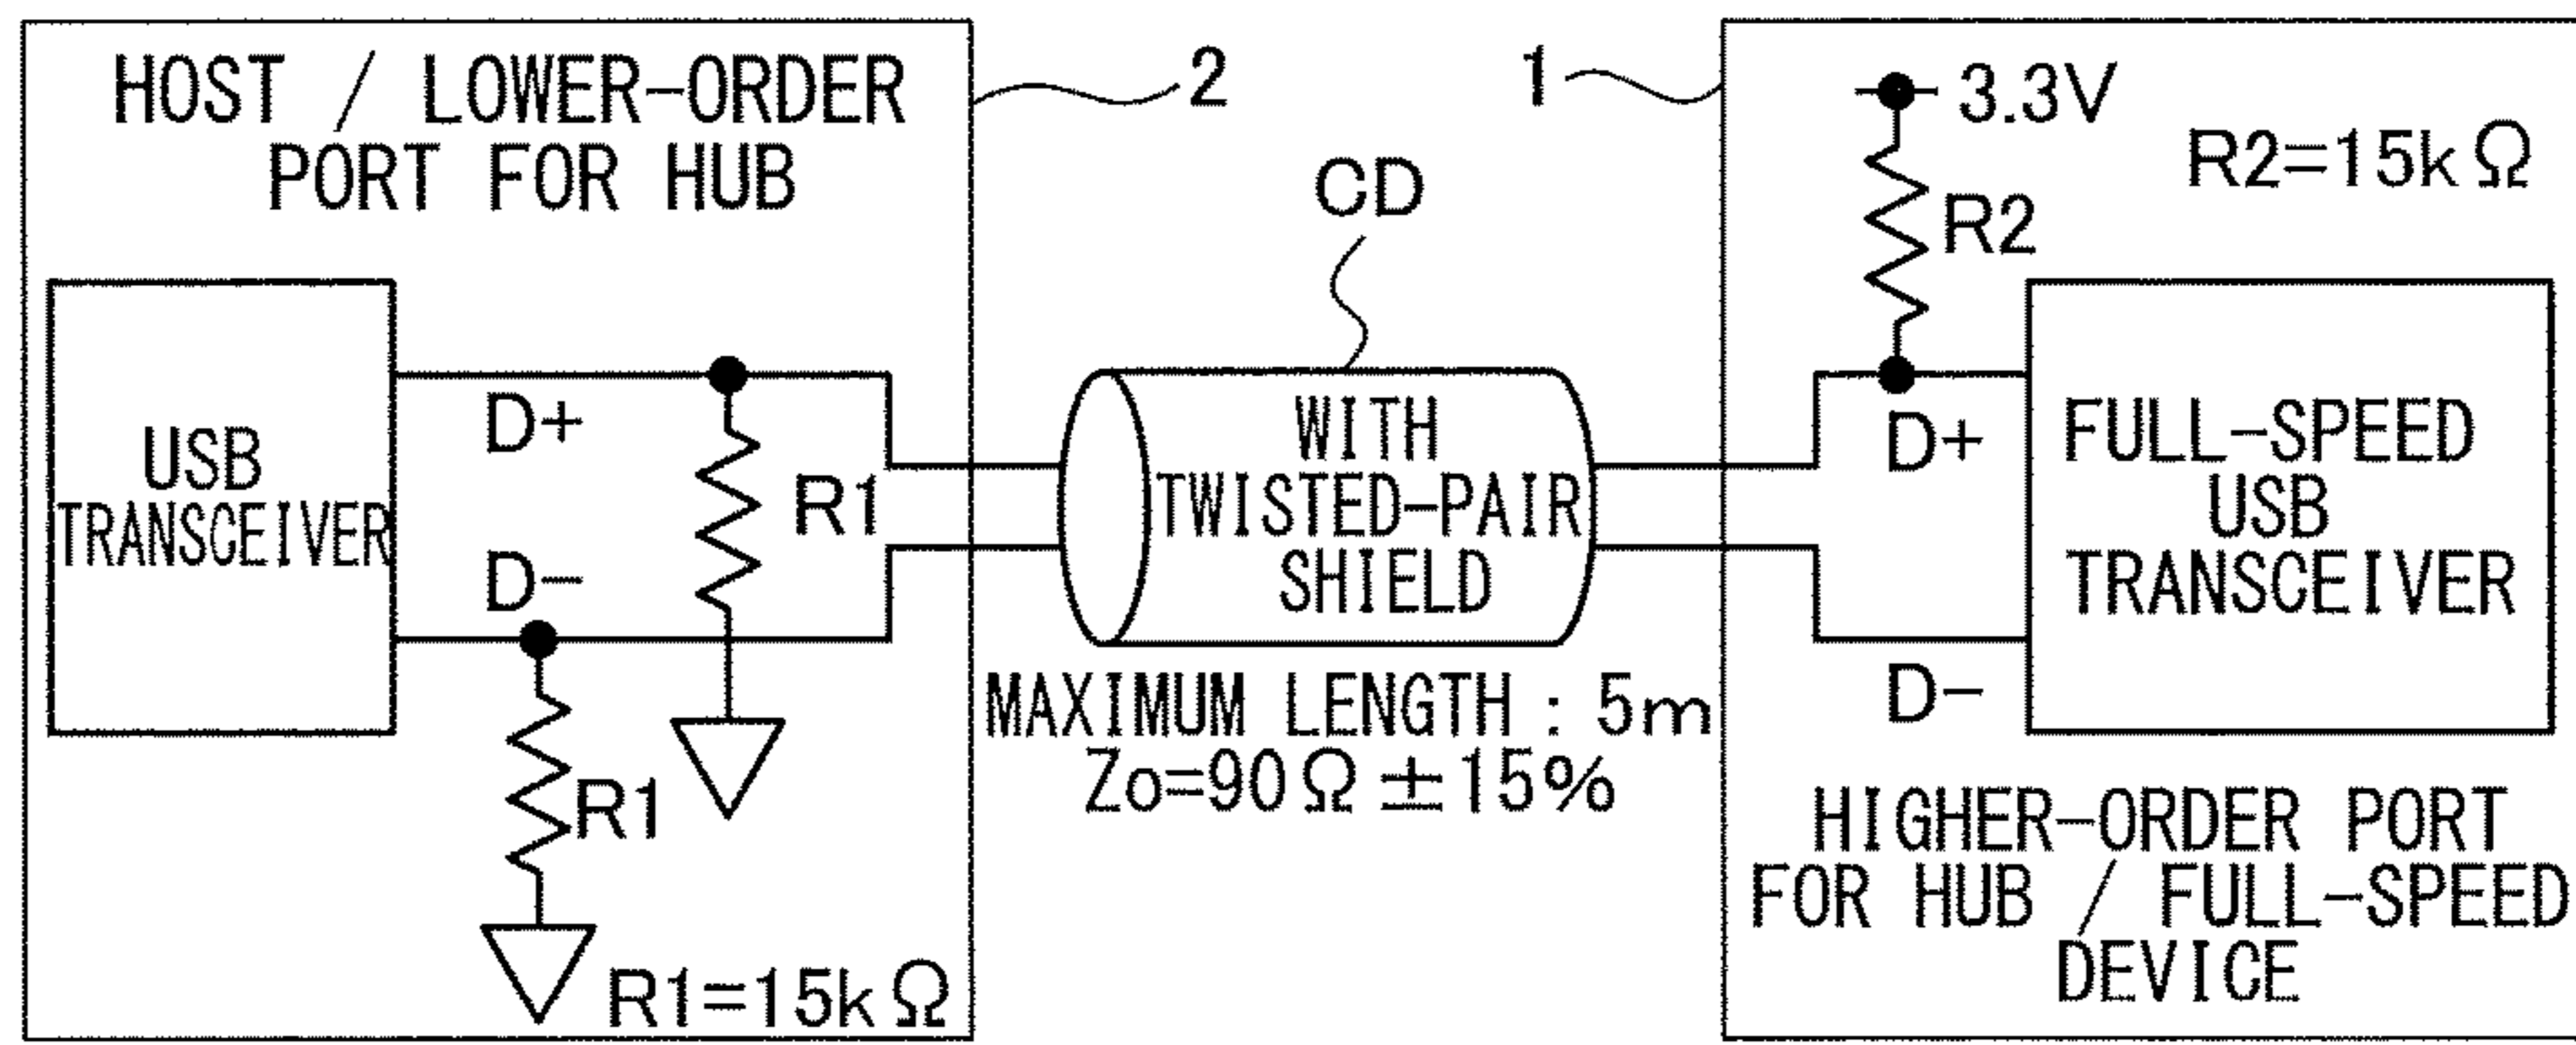 HOST / LOWER-ORDER
PORT FOR HUB
2
USB
TRANSCEIVER
D+
D-
R1
R1
R1=15kΩ
CD
WITH
TWISTED-PAIR
SHIELD
MAXIMUM LENGTH : 5m
Zo=90Ω±15%
1
3.3V
R2=15kΩ
R2
D+
D-
FULL-SPEED
USB
TRANSCEIVER
HIGHER-ORDER PORT
FOR HUB / FULL-SPEED
DEVICE